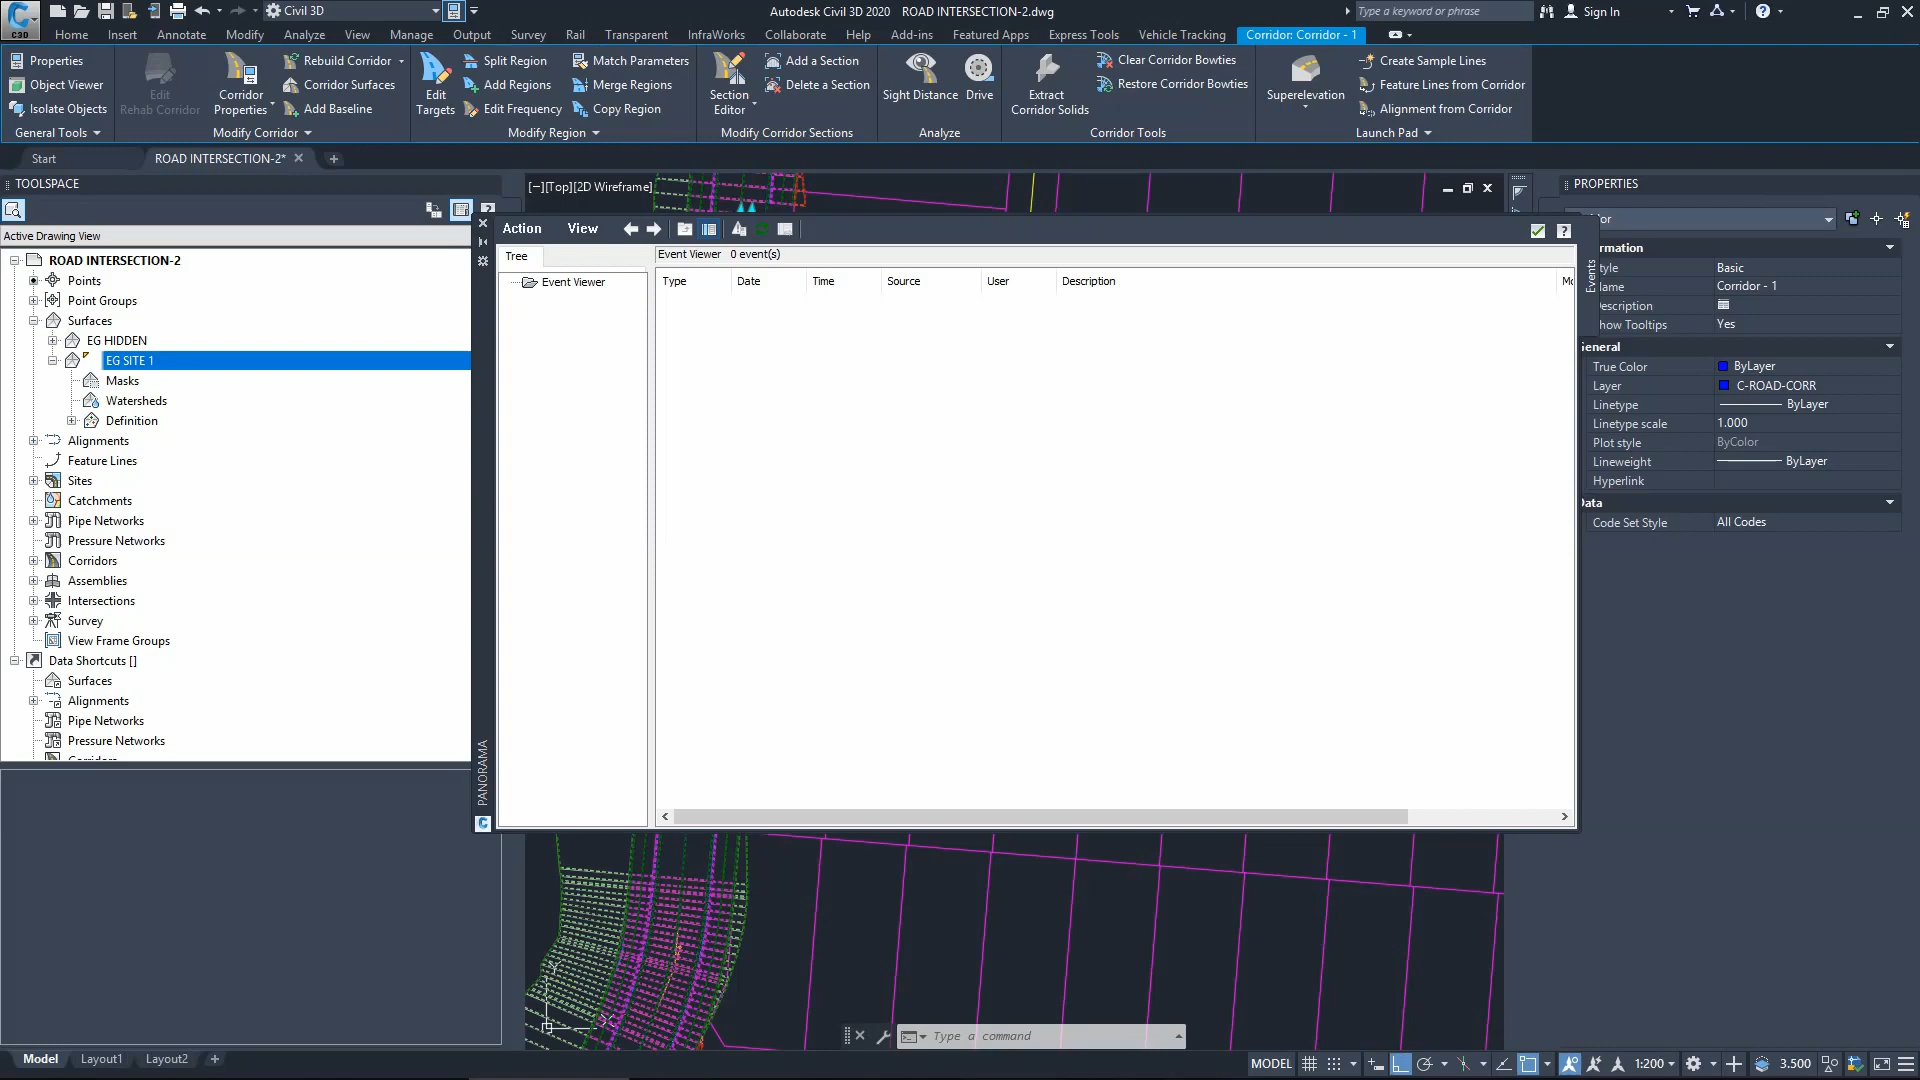 Civil 3D
Autodesk Civil 3D 2020 ROAD INTERSECTION-2.dwg
Type a keyword or phrase
Sign In
C3D
Home Insert Annotate Modify Analyze View Manage Output Survey Rail Transparent InfraWorks Collaborate Help Add-ins Featured Apps Express Tools Vehicle Tracking Corridor: Corridor - 1
Properties
Object Viewer
Isolate Objects
General Tools
Edit
Rehab Corridor
Corridor
Properties
Rebuild Corridor
Corridor Surfaces
Add Baseline
Modify Corridor
Edit
Targets
Split Region
Add Regions
Edit Frequency
Match Parameters
Merge Regions
Copy Region
Modify Region
Section
Editor
Add a Section
Delete a Section
Modify Corridor Sections
Sight Distance
Drive
Analyze
Extract
Corridor Solids
Clear Corridor Bowties
Restore Corridor Bowties
Corridor Tools
Superelevation
Create Sample Lines
Feature Lines from Corridor
Alignment from Corridor
Launch Pad
Start
ROAD INTERSECTION-2*
TOOLSPACE
Active Drawing View
ROAD INTERSECTION-2
Points
Point Groups
Surfaces
EG HIDDEN
EG SITE 1
Masks
Watersheds
Definition
Alignments
Feature Lines
Sites
Catchments
Pipe Networks
Pressure Networks
Corridors
Assemblies
Intersections
Survey
View Frame Groups
Data Shortcuts []
Surfaces
Alignments
Pipe Networks
Pressure Networks
[−][Top][2D Wireframe]
Action View
Tree
Event Viewer
Event Viewer 0 event(s)
Type Date Time Source User Description Mo
Events
PANORAMA
PROPERTIES
or
rmation
tyle Basic
ame Corridor - 1
escription
how Tooltips Yes
General
True Color ByLayer
Layer C-ROAD-CORR
Linetype ByLayer
Linetype scale 1.000
Plot style ByColor
Lineweight ByLayer
Hyperlink
Data
Code Set Style All Codes
Y
X
Type a command
Model Layout1 Layout2
MODEL
1:200
3.500